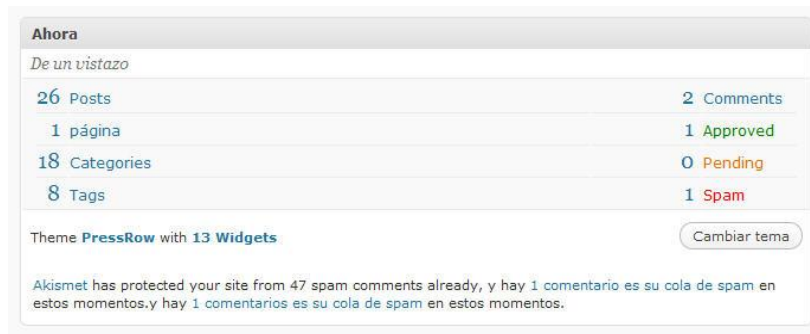 Ahora
De un vistazo
26 Posts
2 Comments
1 página
1 Approved
18 Categories
0 Pending
8 Tags
1 Spam
Theme PressRow with 13 Widgets
Cambiar tema
Akismet has protected your site from 47 spam comments already, y hay 1 comentario es su cola de spam en
estos momentos.y hay 1 comentarios es su cola de spam en estos momentos.